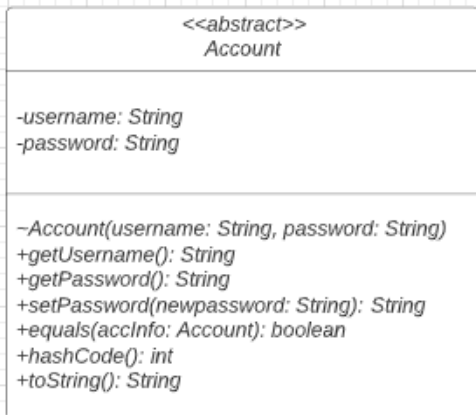 <<abstract>>
Account
-username: String
-password: String
~Account(username: String, password: String)
+getUsername(): String
+getPassword(): String
+setPassword(newpassword: String): String
+equals(accInfo: Account): boolean
+hashCode(): int
+toString(): String